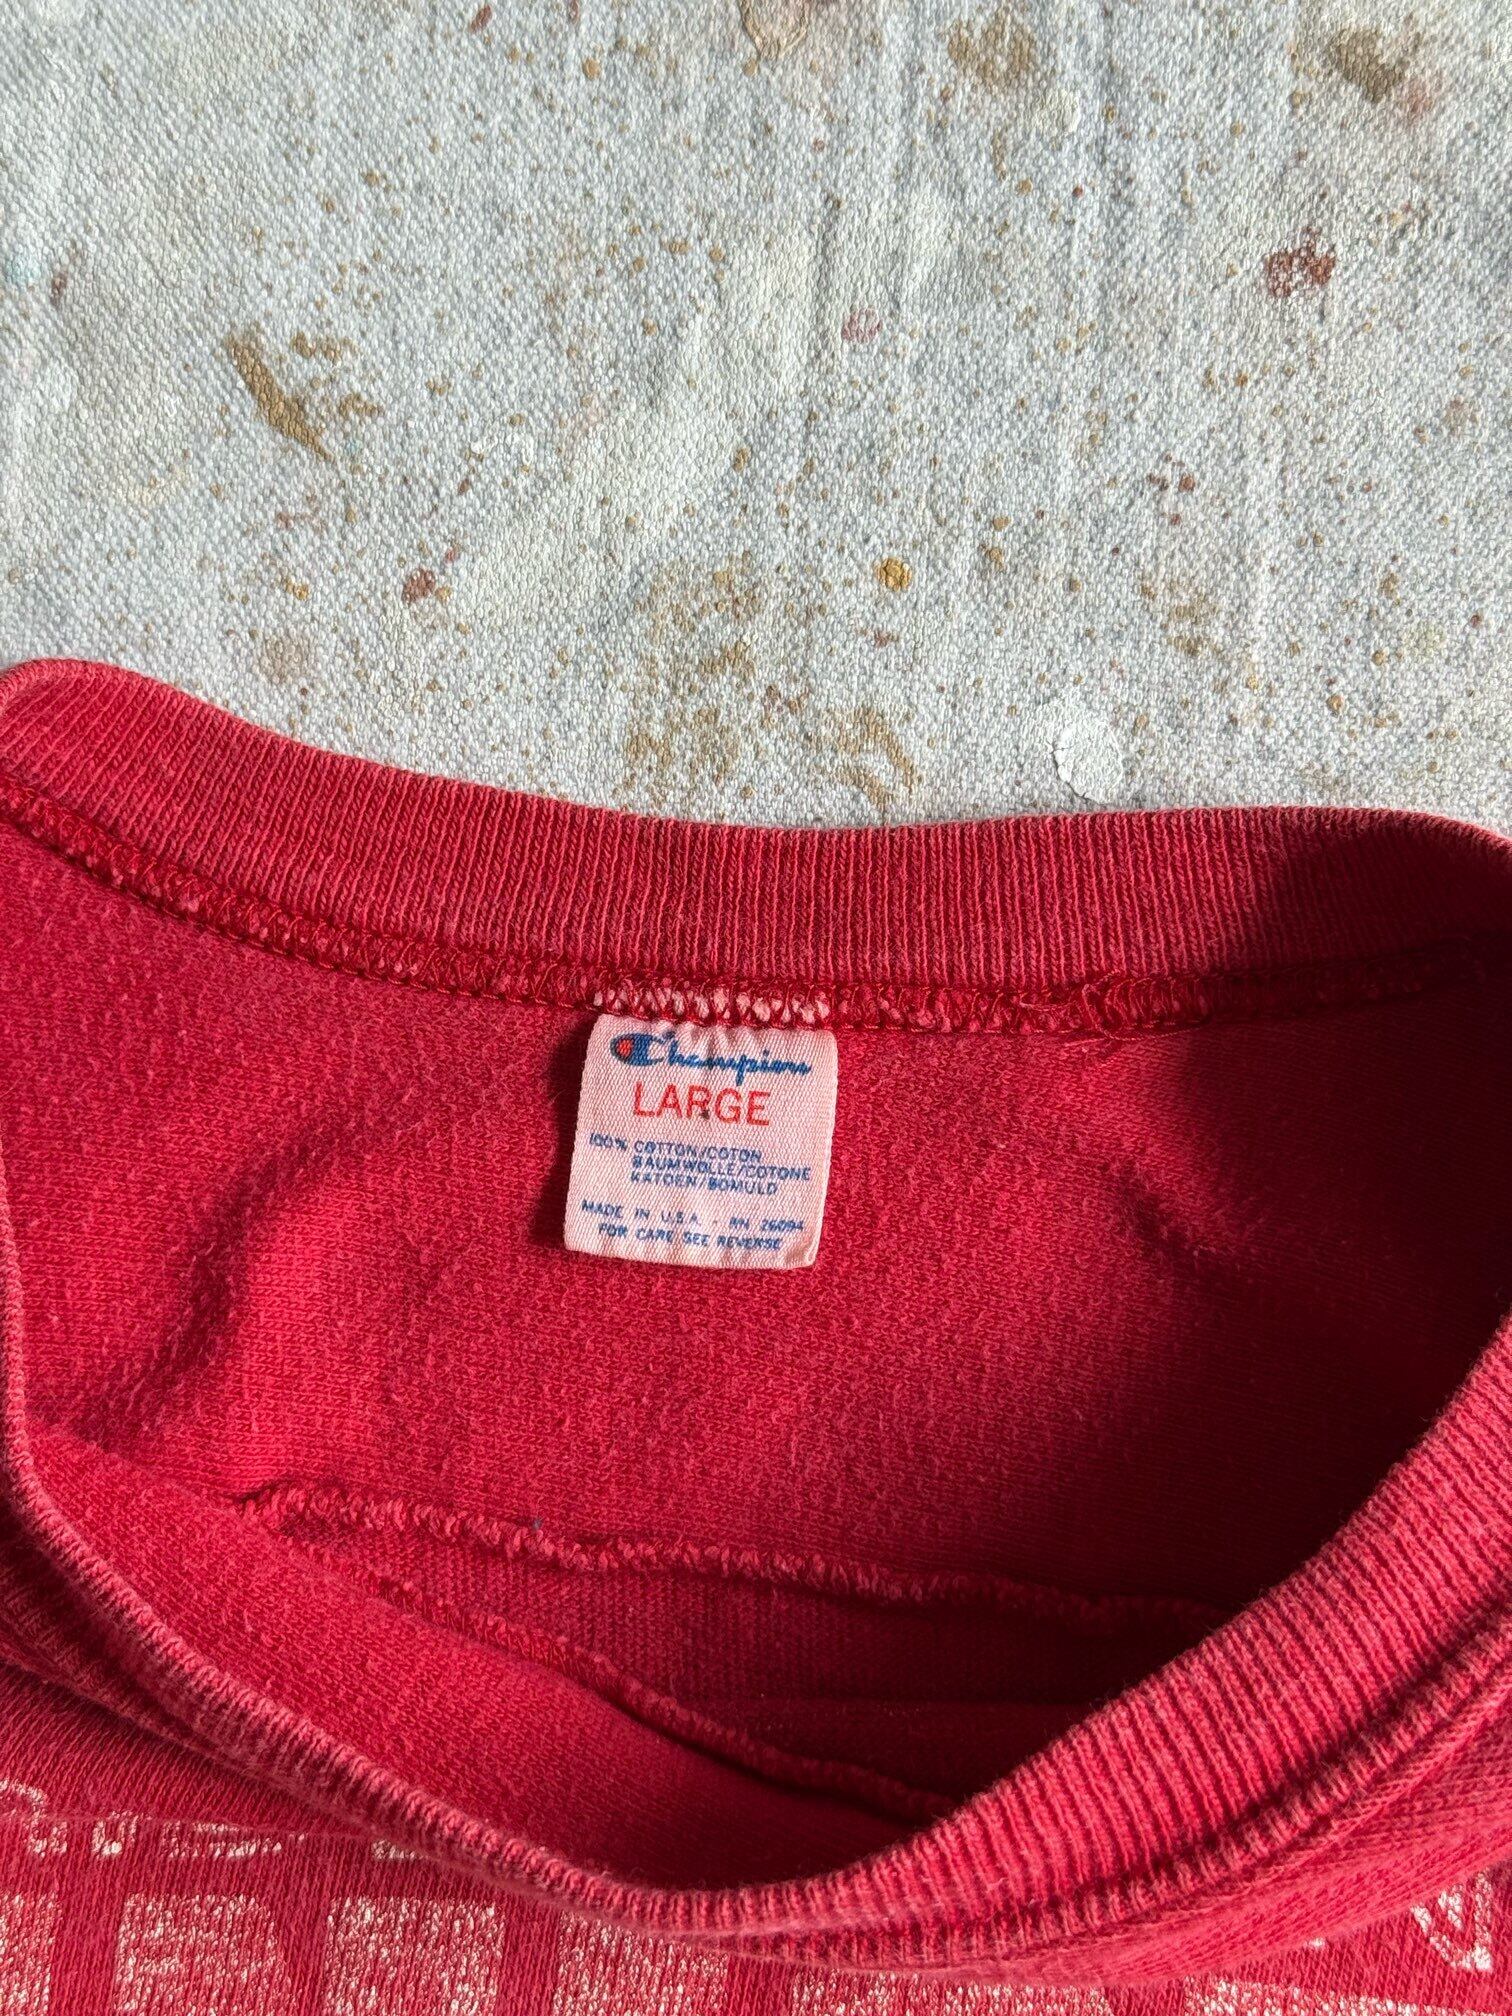 Champion
LARGE
100% COTTON/COTON
BAUMWOLLE/COTONE
KATOEN/BOMULD
MADE IN U.S.A. - RN 26094
FOR CARE SEE REVERSE